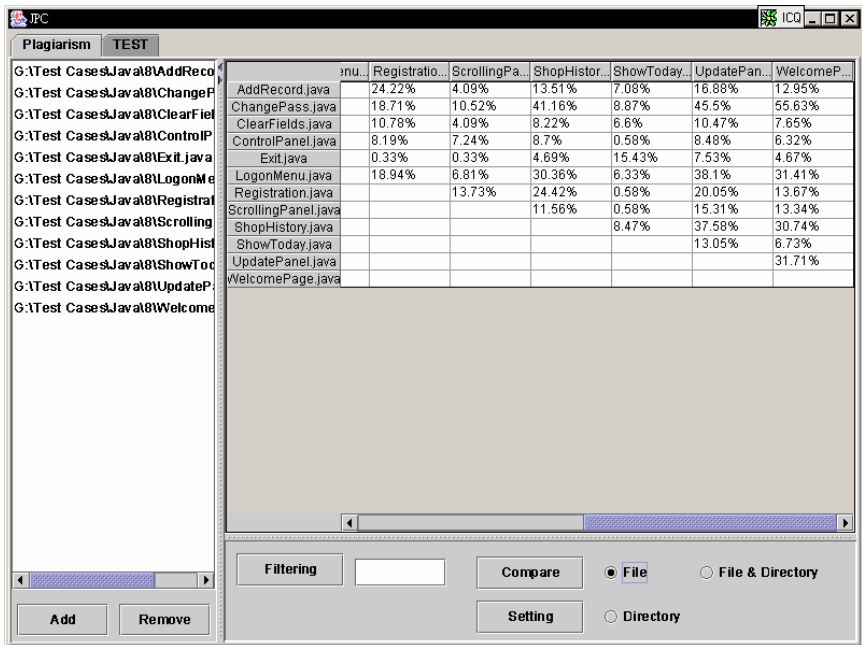 JPC
ICQ
Plagiarism TEST
G:\Test Cases\Java\8\AddReco
G:\Test Cases\Java\8\ChangeP
G:\Test Cases\Java\8\ClearFiel
G:\Test Cases\Java\8\ControlP
G:\Test Cases\Java\8\Exit.java
G:\Test Cases\Java\8\LogonMe
G:\Test Cases\Java\8\Registrat
G:\Test Cases\Java\8\Scrolling
G:\Test Cases\Java\8\ShopHist
G:\Test Cases\Java\8\ShowToc
G:\Test Cases\Java\8\UpdateP
G:\Test Cases\Java\8\Welcome
Add Remove
enu... Registratio... ScrollingPa... ShopHistor... ShowToday... UpdatePan... WelcomeP...
AddRecord.java 24.22% 4.09% 13.51% 7.08% 16.88% 12.95%
ChangePass.java 18.71% 10.52% 41.16% 8.87% 45.5% 55.63%
ClearFields.java 10.78% 4.09% 8.22% 6.6% 10.47% 7.65%
ControlPanel.java 8.19% 7.24% 8.7% 0.58% 8.48% 6.32%
Exit.java 0.33% 0.33% 4.69% 15.43% 7.53% 4.67%
LogonMenu.java 18.94% 6.81% 30.36% 6.33% 38.1% 31.41%
Registration.java 13.73% 24.42% 0.58% 20.05% 13.67%
ScrollingPanel.java 11.56% 0.58% 15.31% 13.34%
ShopHistory.java 8.47% 37.58% 30.74%
ShowToday.java 13.05% 6.73%
UpdatePanel.java 31.71%
WelcomePage.java
Filtering Compare File File & Directory
Setting Directory